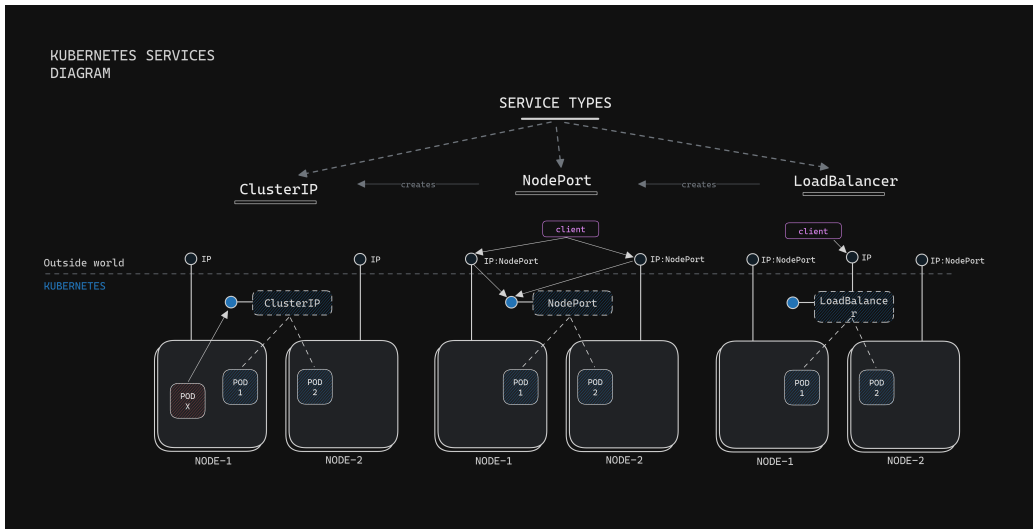 KUBERNETES SERVICES
DIAGRAM
SERVICE TYPES
ClusterIP
creates
NodePort
creates
LoadBalancer
client
client
Outside world
IP
IP
IP:NodePort
IP:NodePort
IP:NodePort
IP
IP:NodePort
KUBERNETES
ClusterIP
NodePort
LoadBalance
r
POD
X
POD
1
POD
2
POD
1
POD
2
POD
1
POD
2
NODE-1
NODE-2
NODE-1
NODE-2
NODE-1
NODE-2